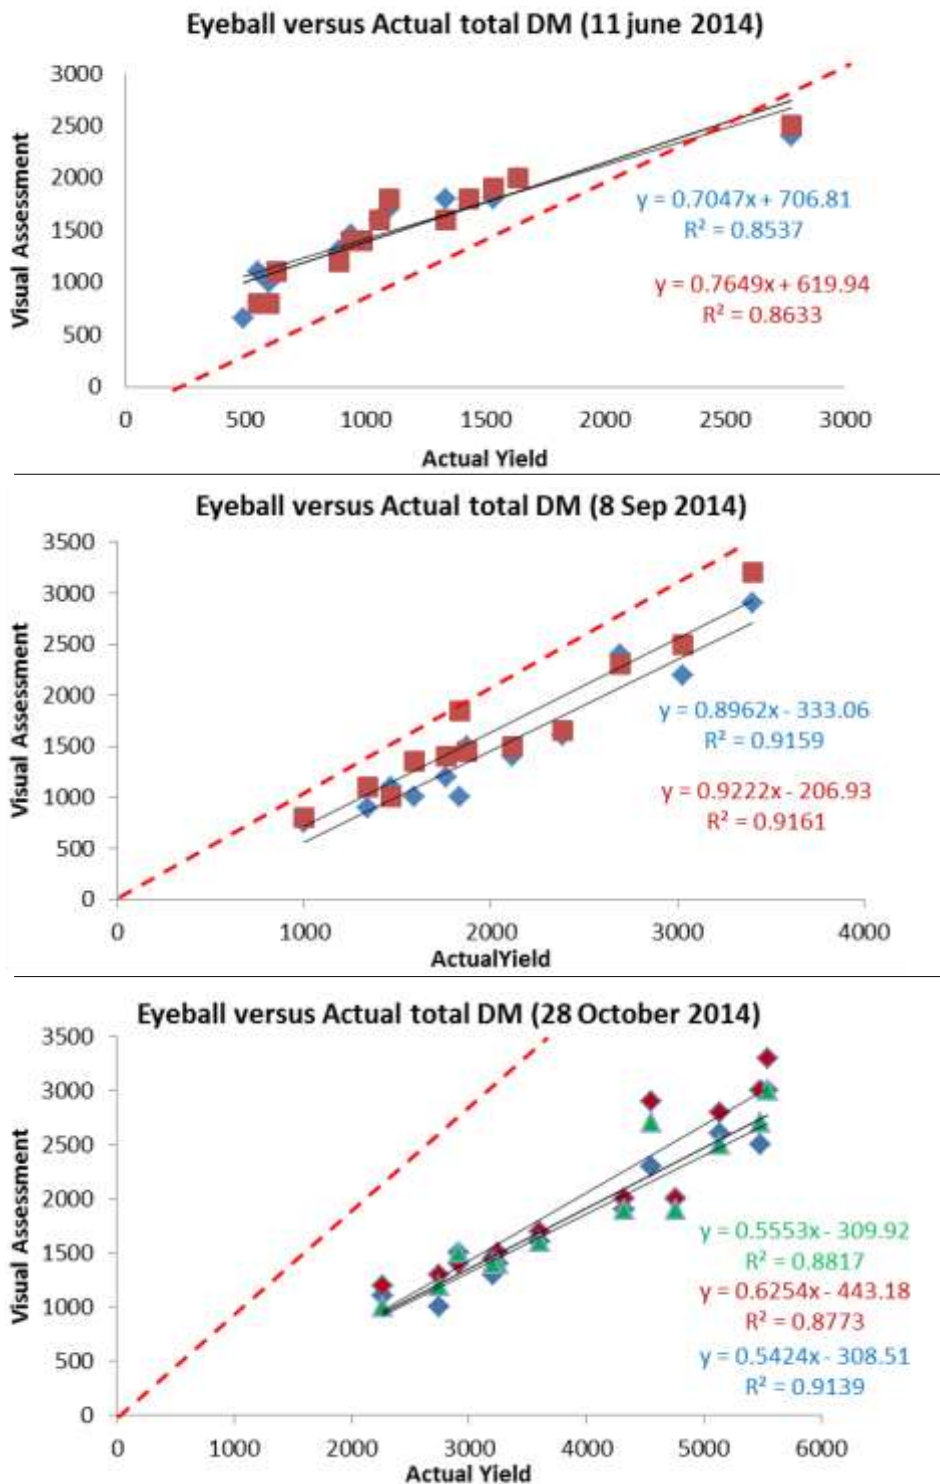 Eyeball versus Actual total DM (11 june 2014)
3000
2500
2000
1500
1000
500
0
Visual Assessment
y = 0.7047x + 706.81
R² = 0.8537
y = 0.7649x + 619.94
R² = 0.8633
0 500 1000 1500 2000 2500 3000
Actual Yield
Eyeball versus Actual total DM (8 Sep 2014)
3500
3000
2500
2000
1500
1000
500
0
Visual Assessment
y = 0.8962x - 333.06
R² = 0.9159
y = 0.9222x - 206.93
R² = 0.9161
0 1000 2000 3000 4000
ActualYield
Eyeball versus Actual total DM (28 October 2014)
3500
3000
2500
2000
1500
1000
500
0
Visual Assessment
y = 0.5553x - 309.92
R² = 0.8817
y = 0.6254x - 443.18
R² = 0.8773
y = 0.5424x - 308.51
R² = 0.9139
0 1000 2000 3000 4000 5000 6000
Actual Yield